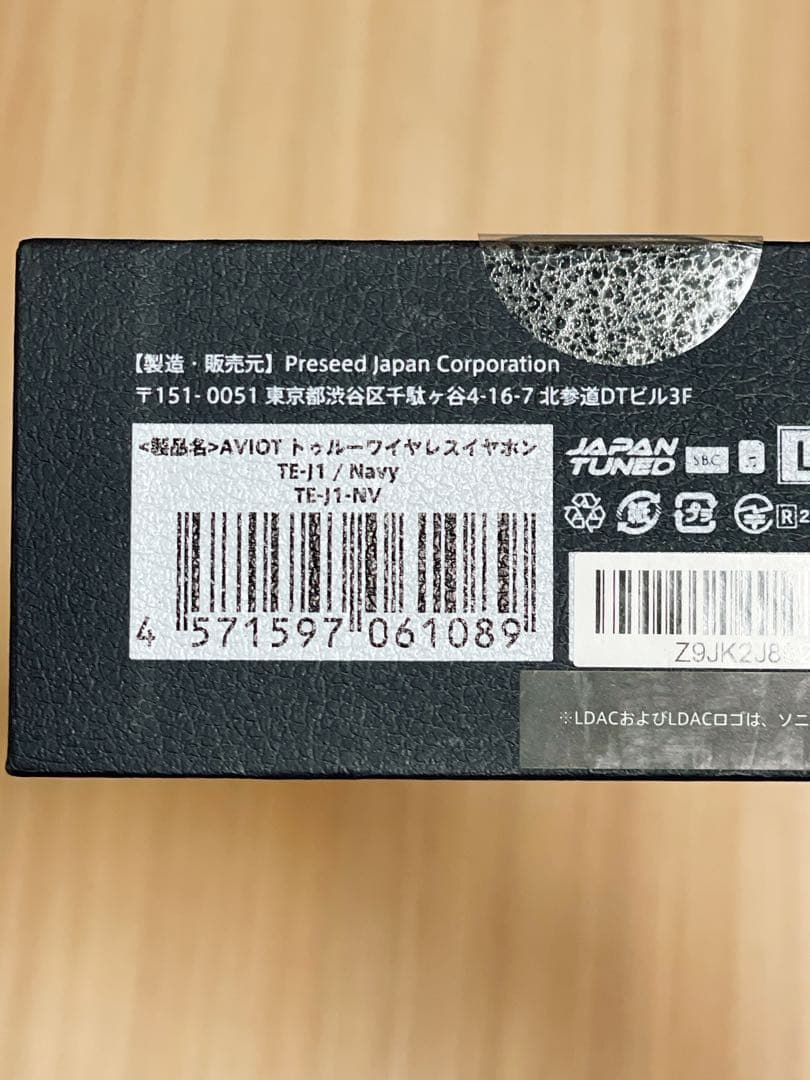 【製造・販売元】Preseed Japan Corporation
〒151-0051 東京都渋谷区千駄ヶ谷4-16-7 北参道DTビル3F
<製品名>AVIOT トゥルーワイヤレスイヤホン
TE-J1 / Navy
TE-J1-NV
4 571597 061089
JAPAN
TUNED
SBC
L
紙
プラ
R 2
Z9JK2J8
※LDACおよびLDACロゴは、ソニ